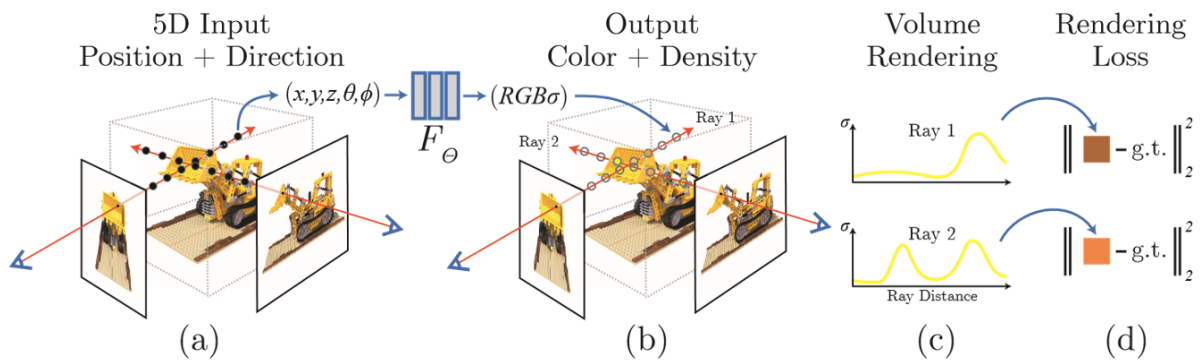 5D Input
Position + Direction
Output
Color + Density
Volume
Rendering
Rendering
Loss
(x,y,z,θ,ϕ)
F_Θ
(RGBσ)
Ray 1
Ray 2
σ
Ray 1
σ
Ray 2
Ray Distance
‖ - g.t. ‖²₂
‖ - g.t. ‖²₂
(a)
(b)
(c)
(d)